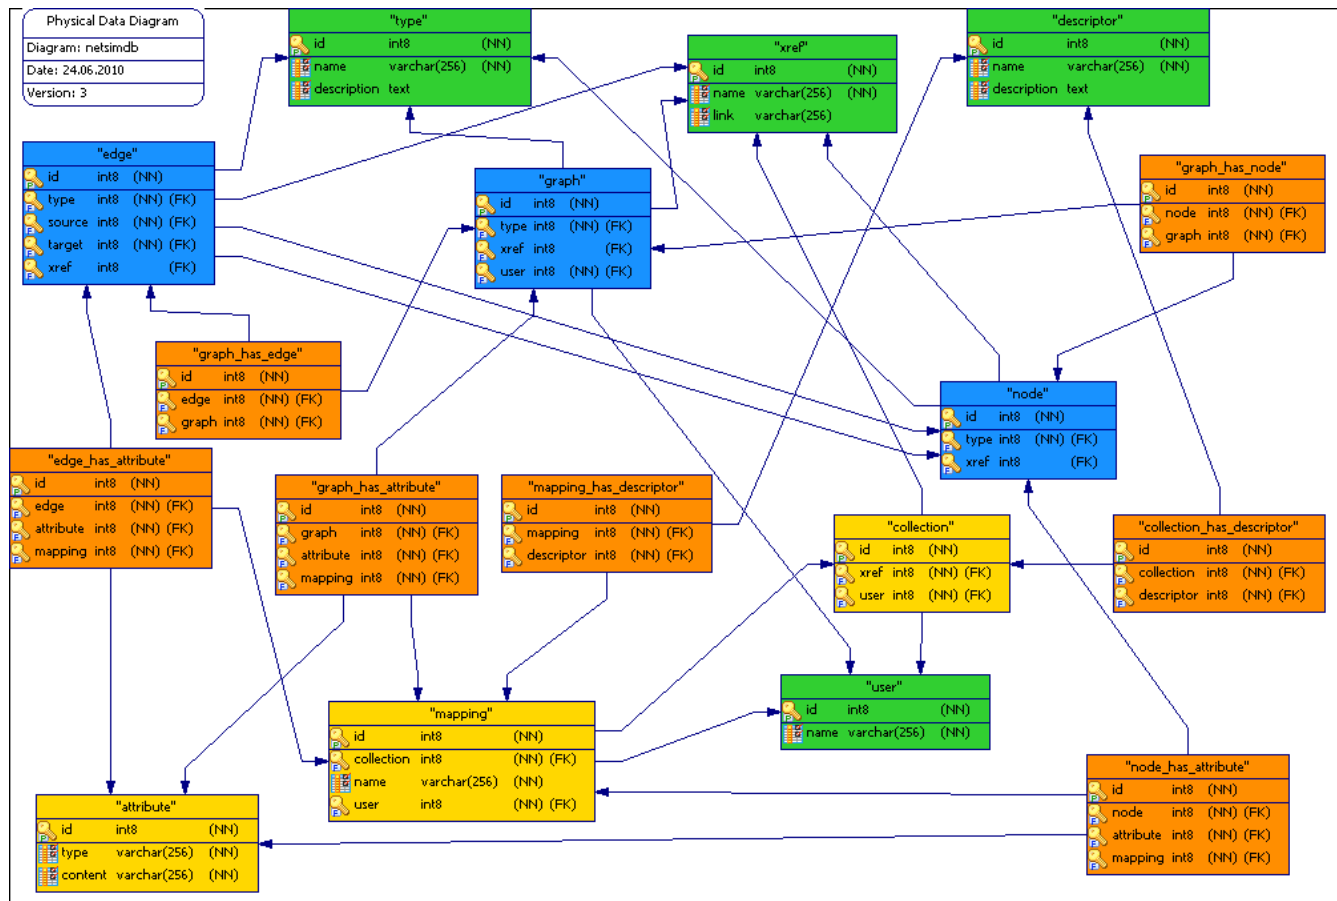 Physical Data Diagram
Diagram: netsimdb
Date: 24.06.2010
Version: 3
"type"
id int8 (NN)
name varchar(256) (NN)
description text
"xref"
id int8 (NN)
name varchar(256) (NN)
link varchar(256)
"descriptor"
id int8 (NN)
name varchar(256) (NN)
description text
"edge"
id int8 (NN)
type int8 (NN) (FK)
source int8 (NN) (FK)
target int8 (NN) (FK)
xref int8 (FK)
"graph"
id int8 (NN)
type int8 (NN) (FK)
xref int8 (FK)
user int8 (NN) (FK)
"graph_has_node"
id int8 (NN)
node int8 (NN) (FK)
graph int8 (NN) (FK)
"graph_has_edge"
id int8 (NN)
edge int8 (NN) (FK)
graph int8 (NN) (FK)
"node"
id int8 (NN)
type int8 (NN) (FK)
xref int8 (FK)
"edge_has_attribute"
id int8 (NN)
edge int8 (NN) (FK)
attribute int8 (NN) (FK)
mapping int8 (NN) (FK)
"graph_has_attribute"
id int8 (NN)
graph int8 (NN) (FK)
attribute int8 (NN) (FK)
mapping int8 (NN) (FK)
"mapping_has_descriptor"
id int8 (NN)
mapping int8 (NN) (FK)
descriptor int8 (NN) (FK)
"collection"
id int8 (NN)
xref int8 (NN) (FK)
user int8 (NN) (FK)
"collection_has_descriptor"
id int8 (NN)
collection int8 (NN) (FK)
descriptor int8 (NN) (FK)
"mapping"
id int8 (NN)
collection int8 (NN) (FK)
name varchar(256) (NN)
user int8 (NN) (FK)
"user"
id int8 (NN)
name varchar(256) (NN)
"node_has_attribute"
id int8 (NN)
node int8 (NN) (FK)
attribute int8 (NN) (FK)
mapping int8 (NN) (FK)
"attribute"
id int8 (NN)
type varchar(256) (NN)
content varchar(256) (NN)